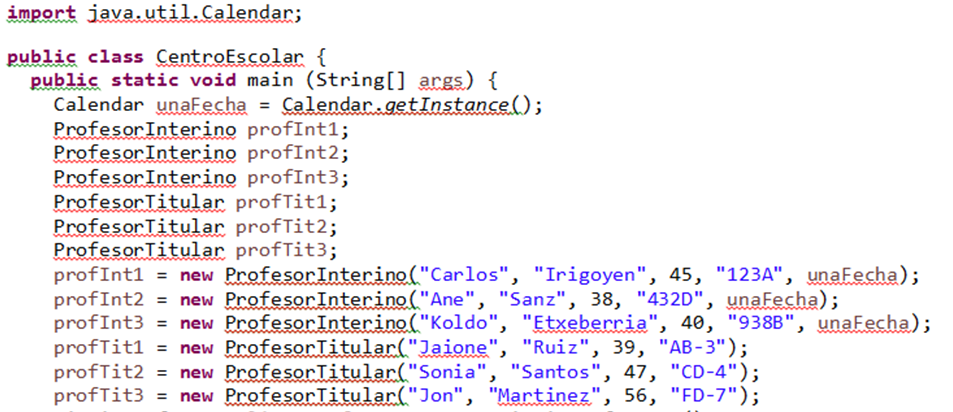 import java.util.Calendar;
public class CentroEscolar {
public static void main (String[] args) {
Calendar unaFecha = Calendar.getInstance();
ProfesorInterino profInt1;
ProfesorInterino profInt2;
ProfesorInterino profInt3;
ProfesorTitular profTit1;
ProfesorTitular profTit2;
ProfesorTitular profTit3;
profInt1 = new ProfesorInterino("Carlos", "Irigoyen", 45, "123A", unaFecha);
profInt2 = new ProfesorInterino("Ane", "Sanz", 38, "432D", unaFecha);
profInt3 = new ProfesorInterino("Koldo", "Etxeberria", 40, "938B", unaFecha);
profTit1 = new ProfesorTitular("Jaione", "Ruiz", 39, "AB-3");
profTit2 = new ProfesorTitular("Sonia", "Santos", 47, "CD-4");
profTit3 = new ProfesorTitular("Jon", "Martinez", 56, "FD-7");